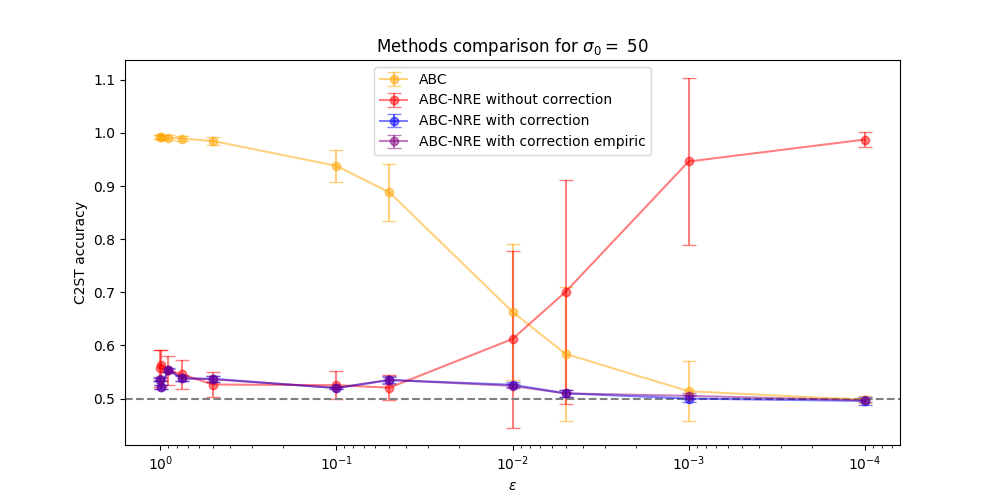 Methods comparison for σ₀ = 50
ABC
ABC-NRE without correction
ABC-NRE with correction
ABC-NRE with correction empiric
C2ST accuracy
1.1
1.0
0.9
0.8
0.7
0.6
0.5
10⁰ 10⁻¹ 10⁻² 10⁻³ 10⁻⁴
ε